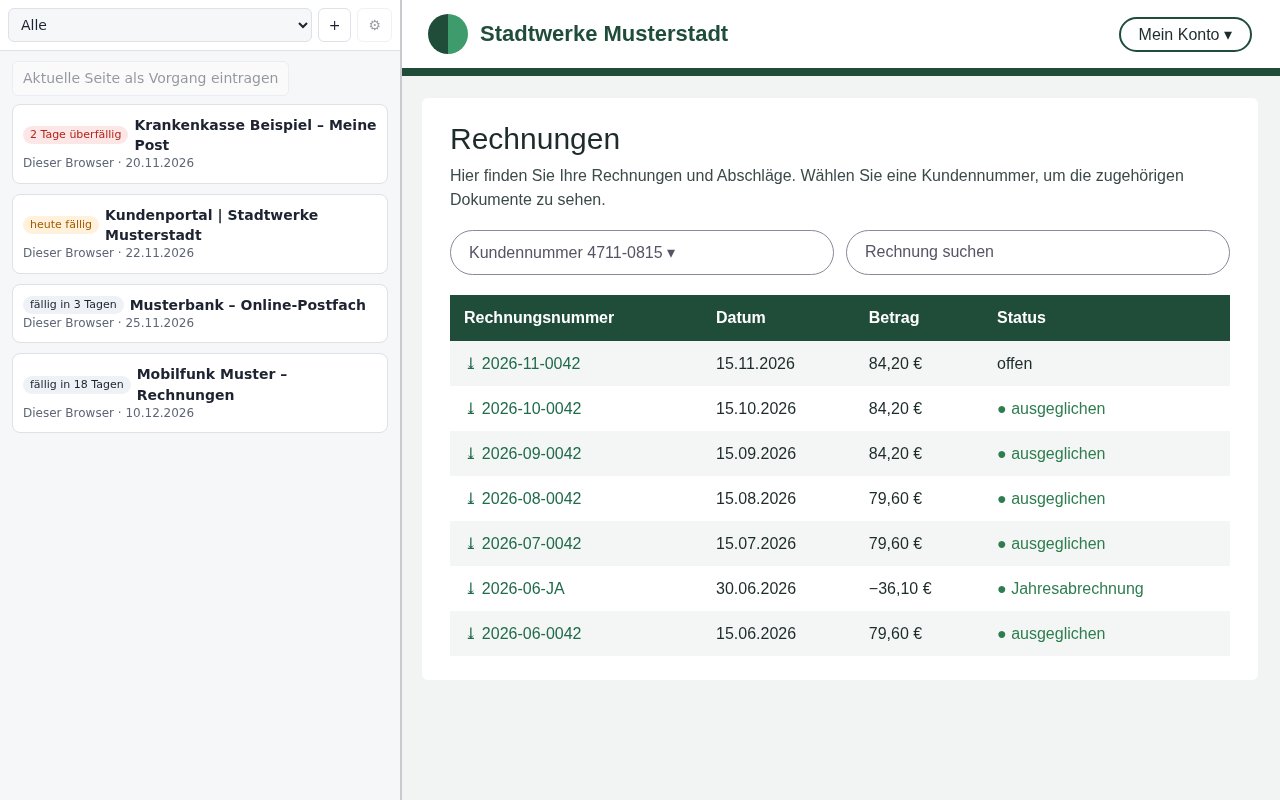 Alle
+
⚙
Aktuelle Seite als Vorgang eintragen
2 Tage überfällig
Krankenkasse Beispiel – Meine
Post
Dieser Browser · 20.11.2026
heute fällig
Kundenportal | Stadtwerke
Musterstadt
Dieser Browser · 22.11.2026
fällig in 3 Tagen
Musterbank – Online-Postfach
Dieser Browser · 25.11.2026
fällig in 18 Tagen
Mobilfunk Muster –
Rechnungen
Dieser Browser · 10.12.2026
Stadtwerke Musterstadt
Mein Konto ▾
Rechnungen
Hier finden Sie Ihre Rechnungen und Abschläge. Wählen Sie eine Kundennummer, um die zugehörigen
Dokumente zu sehen.
Kundennummer 4711-0815 ▾
Rechnung suchen
Rechnungsnummer Datum Betrag Status
⤓ 2026-11-0042 15.11.2026 84,20 € offen
⤓ 2026-10-0042 15.10.2026 84,20 € ● ausgeglichen
⤓ 2026-09-0042 15.09.2026 84,20 € ● ausgeglichen
⤓ 2026-08-0042 15.08.2026 79,60 € ● ausgeglichen
⤓ 2026-07-0042 15.07.2026 79,60 € ● ausgeglichen
⤓ 2026-06-JA 30.06.2026 −36,10 € ● Jahresabrechnung
⤓ 2026-06-0042 15.06.2026 79,60 € ● ausgeglichen